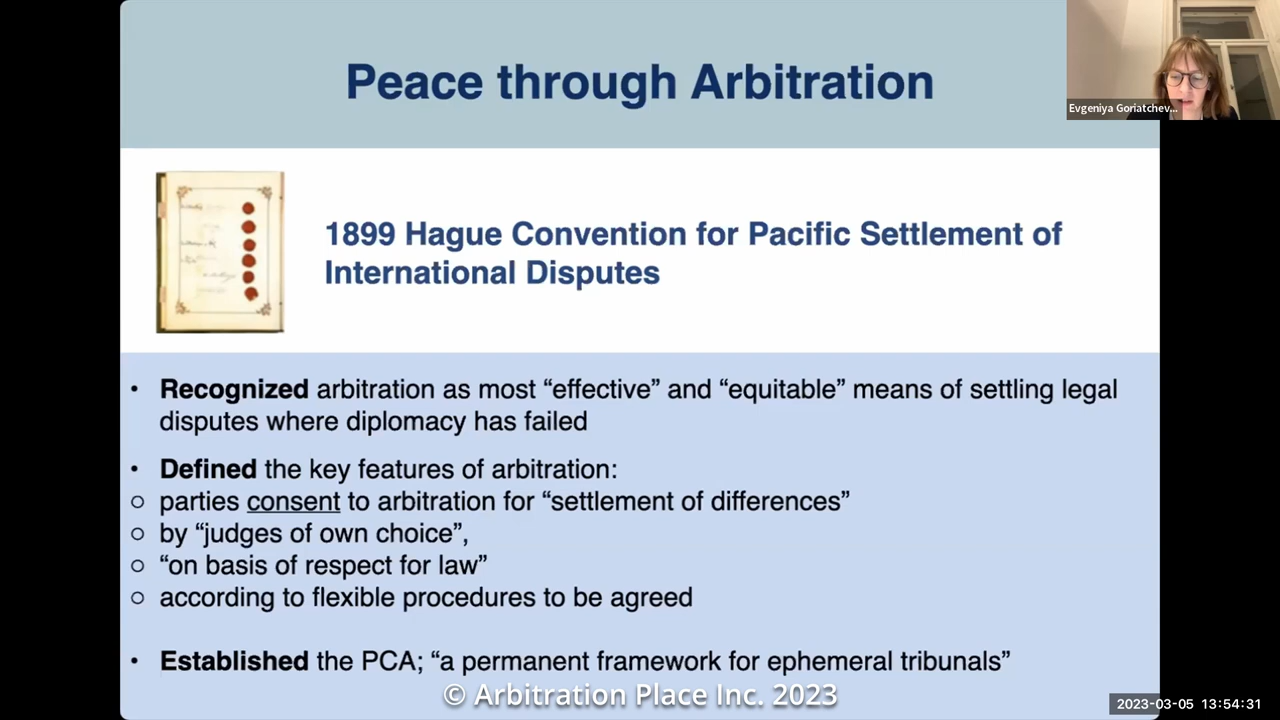 Peace through Arbitration
Evgeniya Goriatchev...
1899 Hague Convention for Pacific Settlement of
International Disputes
• Recognized arbitration as most “effective” and “equitable” means of settling legal
disputes where diplomacy has failed
• Defined the key features of arbitration:
○ parties consent to arbitration for “settlement of differences”
○ by “judges of own choice”,
○ “on basis of respect for law”
○ according to flexible procedures to be agreed
• Established the PCA; “a permanent framework for ephemeral tribunals”
© Arbitration Place Inc. 2023
2023-03-05 13:54:31